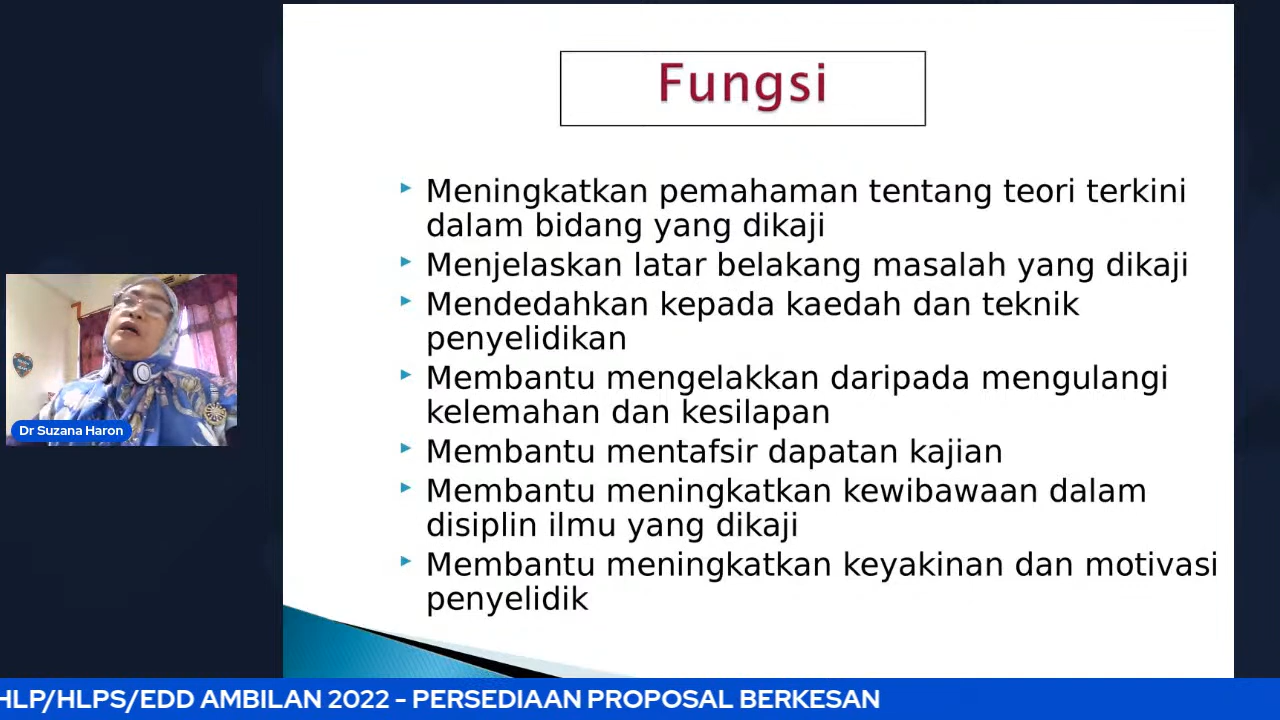 Fungsi
Meningkatkan pemahaman tentang teori terkini
dalam bidang yang dikaji
Menjelaskan latar belakang masalah yang dikaji
Mendedahkan kepada kaedah dan teknik
penyelidikan
Membantu mengelakkan daripada mengulangi
kelemahan dan kesilapan
Membantu mentafsir dapatan kajian
Membantu meningkatkan kewibawaan dalam
disiplin ilmu yang dikaji
Membantu meningkatkan keyakinan dan motivasi
penyelidik
Dr Suzana Haron
HLP/HLPS/EDD AMBILAN 2022 - PERSEDIAAN PROPOSAL BERKESAN